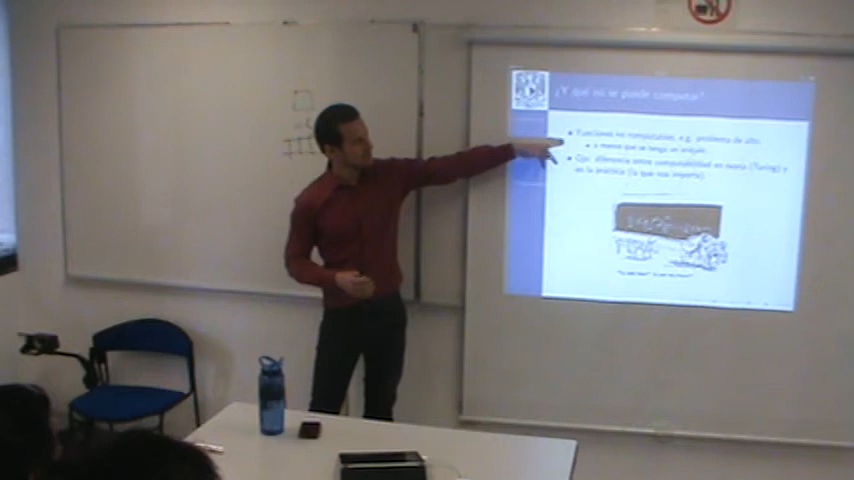 ¿Y qué no se puede computar?
Funciones no computables, e.g. problema de alto.
a menos que se tenga un oráculo
Ojo: diferencia entre computabilidad en teoría (Turing) y
en la práctica (la que nos importa).